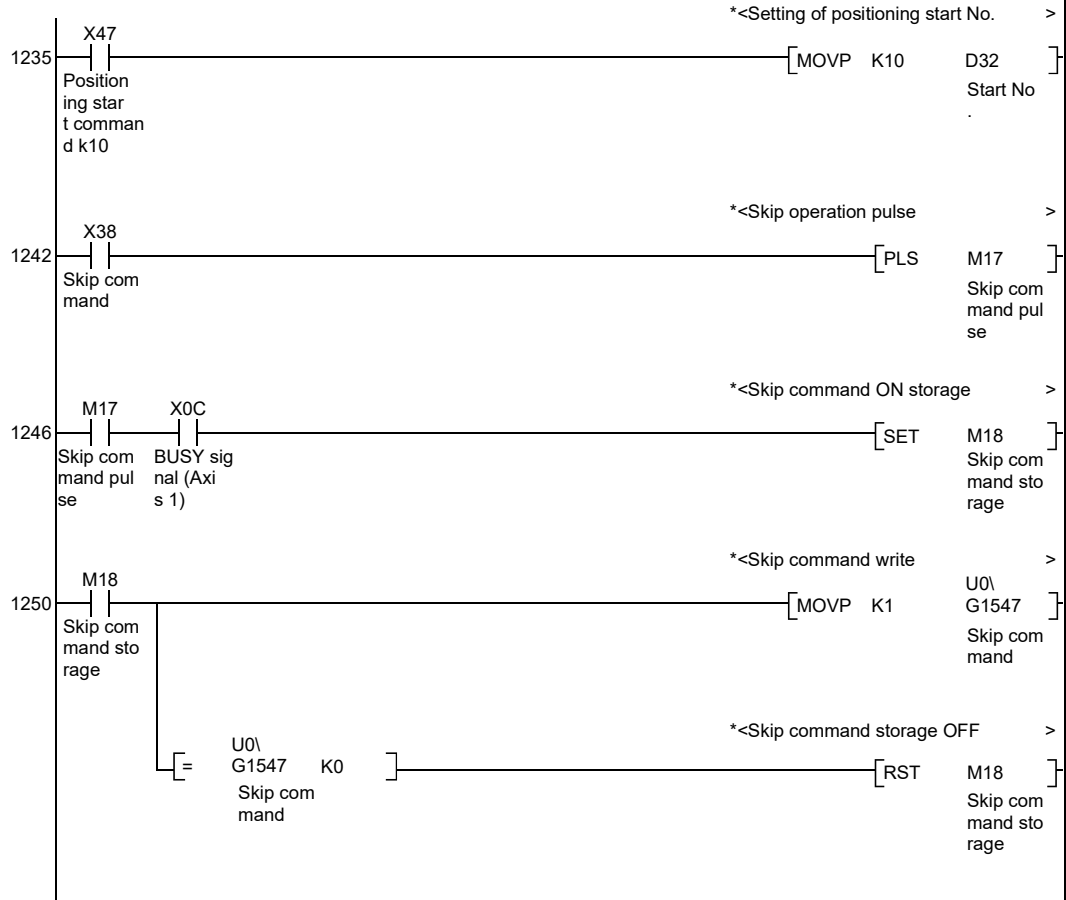 *<Setting of positioning start No. >
X47
1235 MOVP K10 D32
Position
ing star
t comman
d k10
Start No
.
*<Skip operation pulse >
X38
1242 PLS M17
Skip com
mand
Skip com
mand pul
se
*<Skip command ON storage >
M17 X0C
1246 SET M18
Skip com
mand pul
se
BUSY sig
nal (Axi
s 1)
Skip com
mand sto
rage
*<Skip command write >
M18 U0\
1250 MOVP K1 G1547
Skip com
mand sto
rage
Skip com
mand
*<Skip command storage OFF >
U0\
= G1547 K0 RST M18
Skip com
mand
Skip com
mand sto
rage